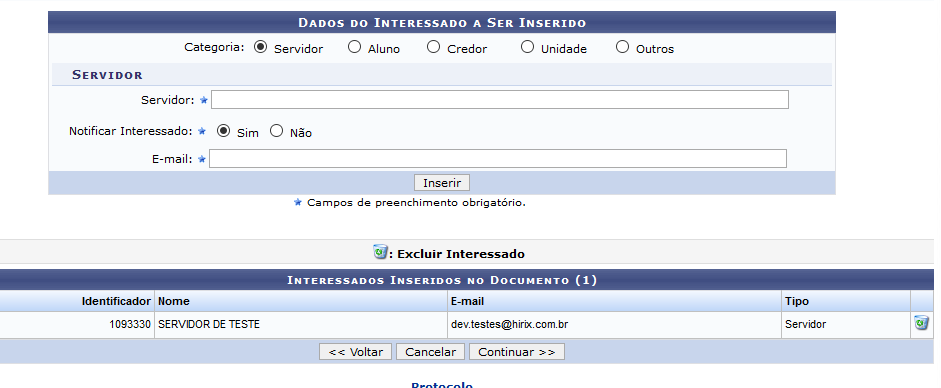 Dados do Interessado a Ser Inserido
Categoria: Servidor Aluno Credor Unidade Outros
Servidor
Servidor:
Notificar Interessado: Sim Não
E-mail:
Inserir
Campos de preenchimento obrigatório.
: Excluir Interessado
Interessados Inseridos no Documento (1)
Identificador Nome E-mail Tipo
1093330 SERVIDOR DE TESTE dev.testes@hirix.com.br Servidor
<< Voltar Cancelar Continuar >>
Protocolo